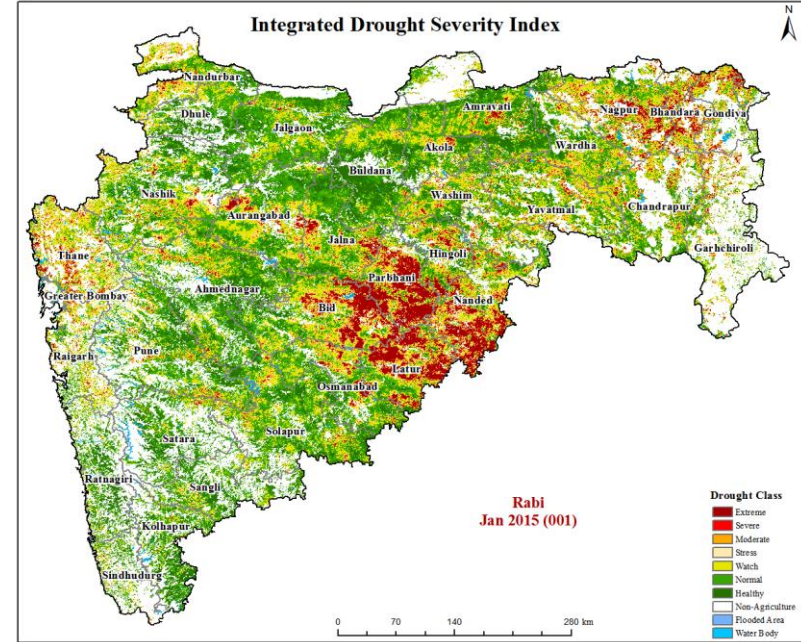 Integrated Drought Severity Index
N
Nandurbar
Dhule
Jalgaon
Amravati
Nagpur
Bhandara
Gondiya
Akola
Wardha
Buldana
Nashik
Washim
Aurangabad
Yavatmal
Chandrapur
Jalna
Hingoli
Garhchiroli
Thane
Parbhani
Greater Bombay
Ahmednagar
Bid
Nanded
Raigarh
Pune
Latur
Osmanabad
Solapur
Satara
Ratnagiri
Sangli
Kolhapur
Sindhudurg
Rabi
Jan 2015 (001)
Drought Class
Extreme
Severe
Moderate
Stress
Watch
Normal
Healthy
Non-Agriculture
Flooded Area
Water Body
0 70 140 280 km